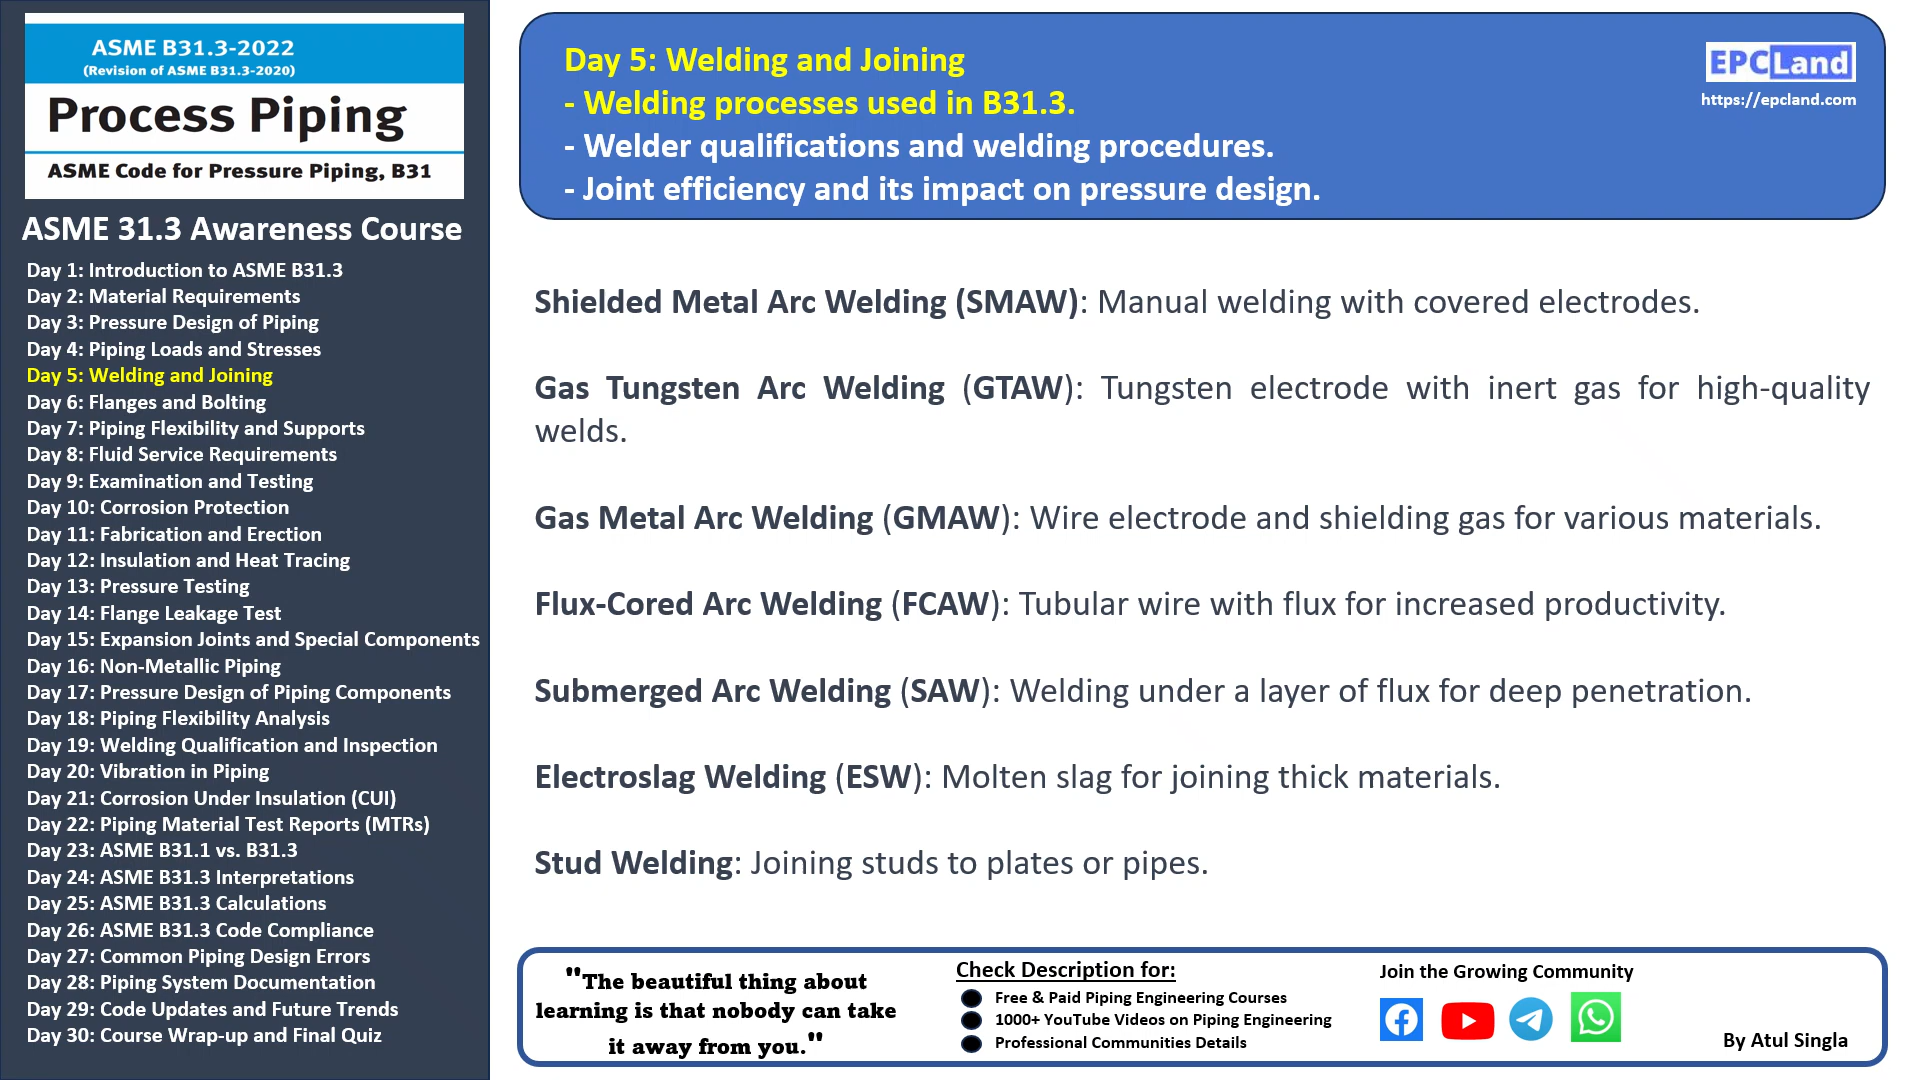 ASME B31.3-2022
(Revision of ASME B31.3-2020)
Process Piping
ASME Code for Pressure Piping, B31
ASME 31.3 Awareness Course
Day 1: Introduction to ASME B31.3
Day 2: Material Requirements
Day 3: Pressure Design of Piping
Day 4: Piping Loads and Stresses
Day 5: Welding and Joining
Day 6: Flanges and Bolting
Day 7: Piping Flexibility and Supports
Day 8: Fluid Service Requirements
Day 9: Examination and Testing
Day 10: Corrosion Protection
Day 11: Fabrication and Erection
Day 12: Insulation and Heat Tracing
Day 13: Pressure Testing
Day 14: Flange Leakage Test
Day 15: Expansion Joints and Special Components
Day 16: Non-Metallic Piping
Day 17: Pressure Design of Piping Components
Day 18: Piping Flexibility Analysis
Day 19: Welding Qualification and Inspection
Day 20: Vibration in Piping
Day 21: Corrosion Under Insulation (CUI)
Day 22: Piping Material Test Reports (MTRs)
Day 23: ASME B31.1 vs. B31.3
Day 24: ASME B31.3 Interpretations
Day 25: ASME B31.3 Calculations
Day 26: ASME B31.3 Code Compliance
Day 27: Common Piping Design Errors
Day 28: Piping System Documentation
Day 29: Code Updates and Future Trends
Day 30: Course Wrap-up and Final Quiz
Day 5: Welding and Joining
- Welding processes used in B31.3.
- Welder qualifications and welding procedures.
- Joint efficiency and its impact on pressure design.
EPCLand
https://epcland.com
Shielded Metal Arc Welding (SMAW): Manual welding with covered electrodes.
Gas Tungsten Arc Welding (GTAW): Tungsten electrode with inert gas for high-quality
welds.
Gas Metal Arc Welding (GMAW): Wire electrode and shielding gas for various materials.
Flux-Cored Arc Welding (FCAW): Tubular wire with flux for increased productivity.
Submerged Arc Welding (SAW): Welding under a layer of flux for deep penetration.
Electroslag Welding (ESW): Molten slag for joining thick materials.
Stud Welding: Joining studs to plates or pipes.
"The beautiful thing about
learning is that nobody can take
it away from you."
Check Description for:
Free & Paid Piping Engineering Courses
1000+ YouTube Videos on Piping Engineering
Professional Communities Details
Join the Growing Community
By Atul Singla